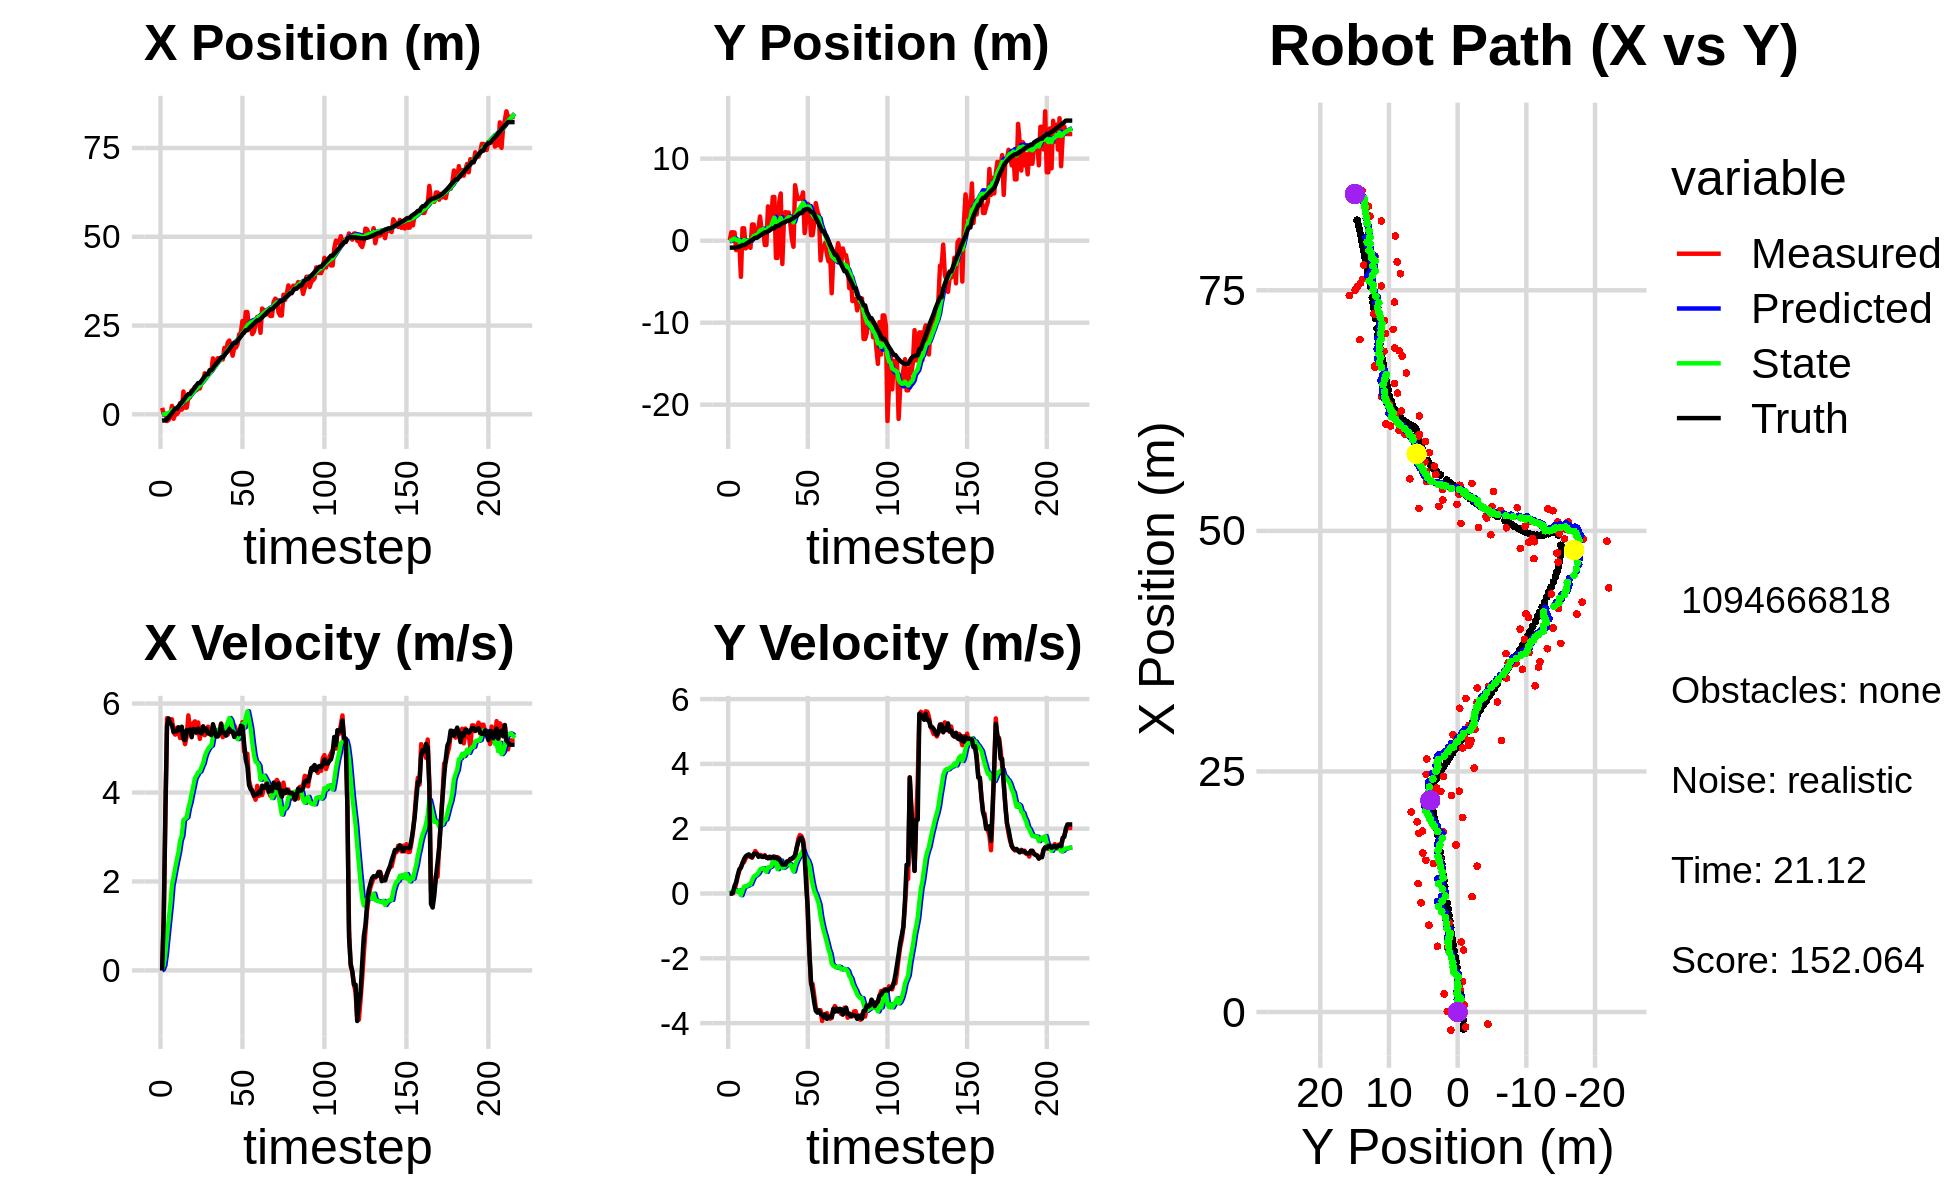 X Position (m)
75
50
25
0
0 50 100 150 200
timestep
Y Position (m)
10
0
-10
-20
0 50 100 150 200
timestep
X Velocity (m/s)
6
4
2
0
0 50 100 150 200
timestep
Y Velocity (m/s)
6
4
2
0
-2
-4
0 50 100 150 200
timestep
Robot Path (X vs Y)
X Position (m)
75
50
25
0
20 10 0 -10 -20
Y Position (m)
variable
Measured
Predicted
State
Truth
1094666818
Obstacles: none
Noise: realistic
Time: 21.12
Score: 152.064